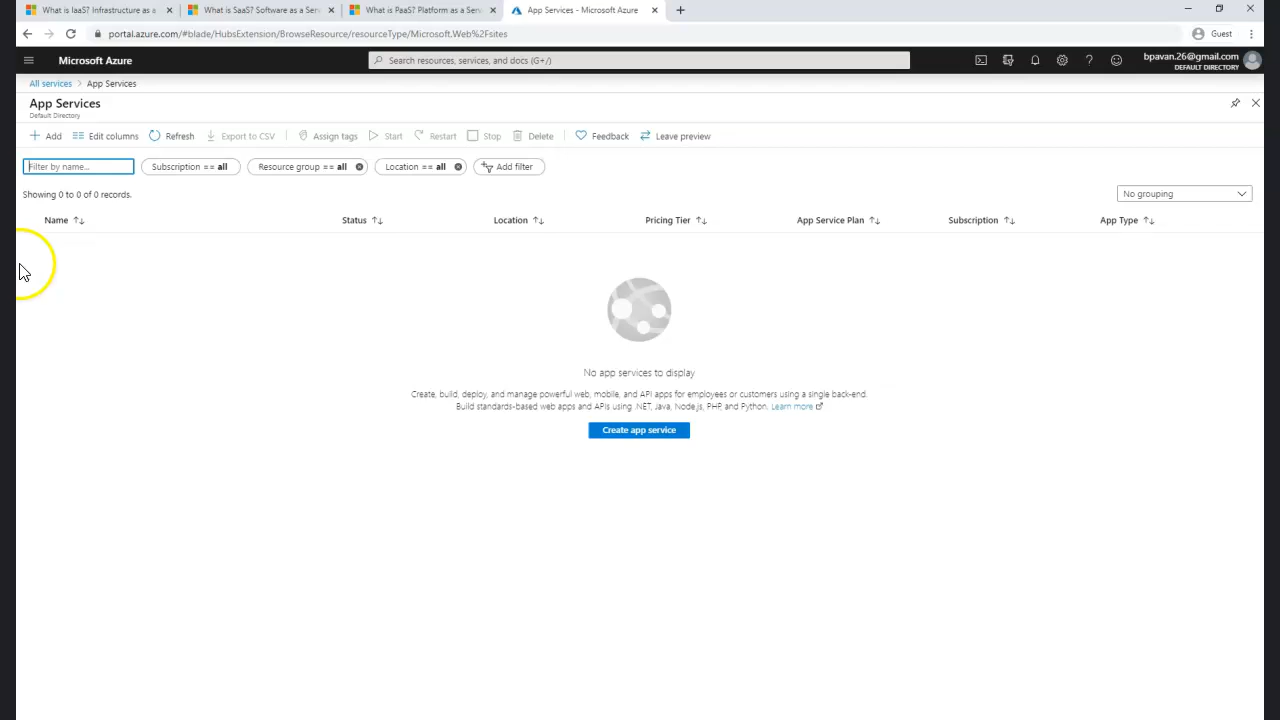 What is IaaS? Infrastructure as a
What is SaaS? Software as a Serv
What is PaaS? Platform as a Serv
App Services - Microsoft Azure
portal.azure.com/#blade/HubsExtension/BrowseResource/resourceType/Microsoft.Web%2Fsites
Guest
Microsoft Azure
Search resources, services, and docs (G+/)
bpavan.26@gmail.com
DEFAULT DIRECTORY
All services > App Services
App Services
Default Directory
Add
Edit columns
Refresh
Export to CSV
Assign tags
Start
Restart
Stop
Delete
Feedback
Leave preview
Filter by name...
Subscription == all
Resource group == all
Location == all
Add filter
Showing 0 to 0 of 0 records.
No grouping
Name
Status
Location
Pricing Tier
App Service Plan
Subscription
App Type
No app services to display
Create, build, deploy, and manage powerful web, mobile, and API apps for employees or customers using a single back-end.
Build standards-based web apps and APIs using .NET, Java, Node.js, PHP, and Python. Learn more
Create app service